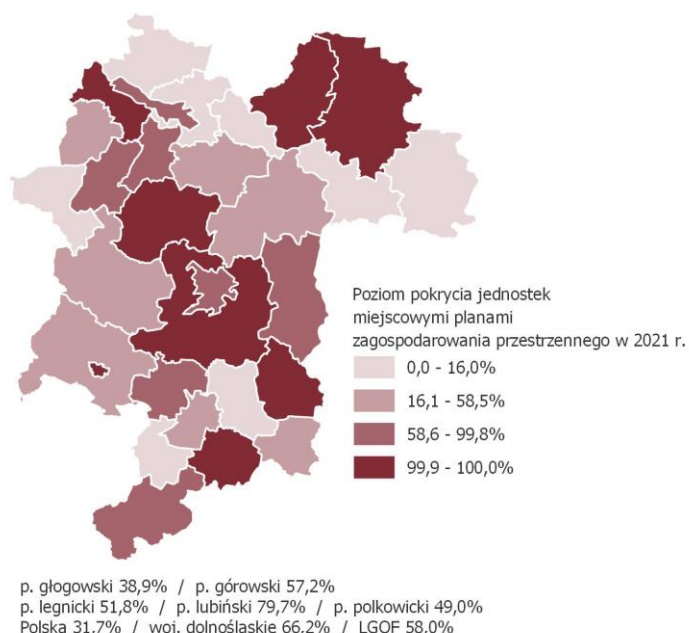 Poziom pokrycia jednostek
miejscowymi planami
zagospodarowania przestrzennego w 2021 r.
0,0 - 16,0%
16,1 - 58,5%
58,6 - 99,8%
99,9 - 100,0%
p. głogowski 38,9% / p. górowski 57,2%
p. legnicki 51,8% / p. lubiński 79,7% / p. polkowicki 49,0%
Polska 31,7% / woj. dolnośląskie 66,2% / LGOF 58,0%